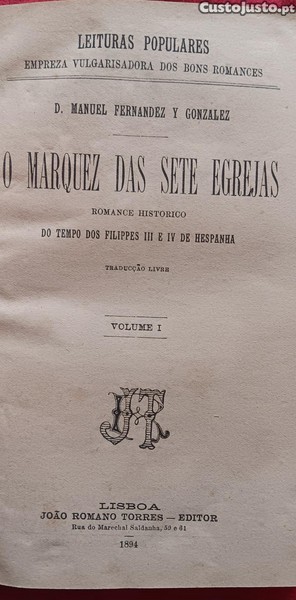 Custojusto.pt
LEITURAS POPULARES
EMPREZA VULGARISADORA DOS BONS ROMANCES
D. MANUEL FERNANDEZ Y GONZALEZ
O MARQUEZ DAS SETE EGREJAS
ROMANCE HISTORICO
DO TEMPO DOS FILIPPES III E IV DE HESPANHA
TRADUCÇÃO LIVRE
VOLUME I
JRT
LISBOA
JOÃO ROMANO TORRES — EDITOR
Rua do Marechal Saldanha, 59 e 61
1894